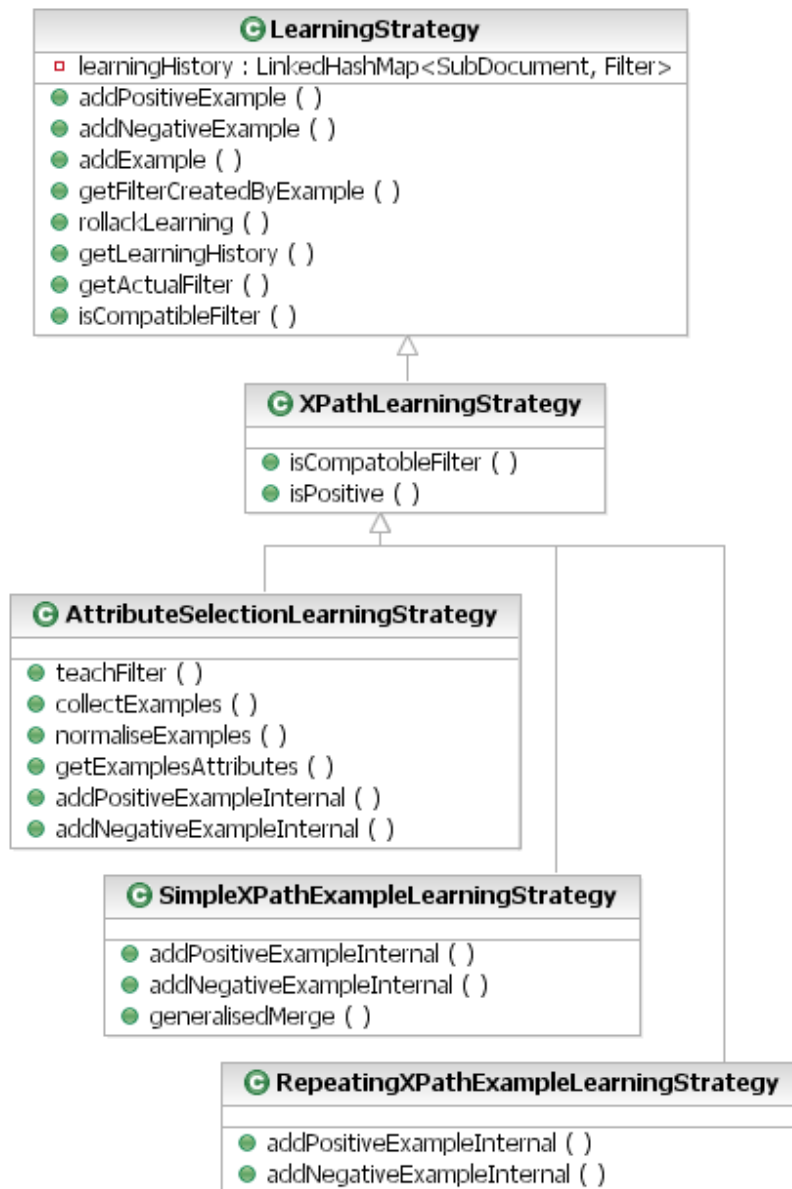 LearningStrategy
learningHistory : LinkedHashMap<SubDocument, Filter>
addPositiveExample ( )
addNegativeExample ( )
addExample ( )
getFilterCreatedByExample ( )
rollackLearning ( )
getLearningHistory ( )
getActualFilter ( )
isCompatibleFilter ( )
XPathLearningStrategy
isCompatobleFilter ( )
isPositive ( )
AttributeSelectionLearningStrategy
teachFilter ( )
collectExamples ( )
normaliseExamples ( )
getExamplesAttributes ( )
addPositiveExampleInternal ( )
addNegativeExampleInternal ( )
SimpleXPathExampleLearningStrategy
addPositiveExampleInternal ( )
addNegativeExampleInternal ( )
generalisedMerge ( )
RepeatingXPathExampleLearningStrategy
addPositiveExampleInternal ( )
addNegativeExampleInternal ( )